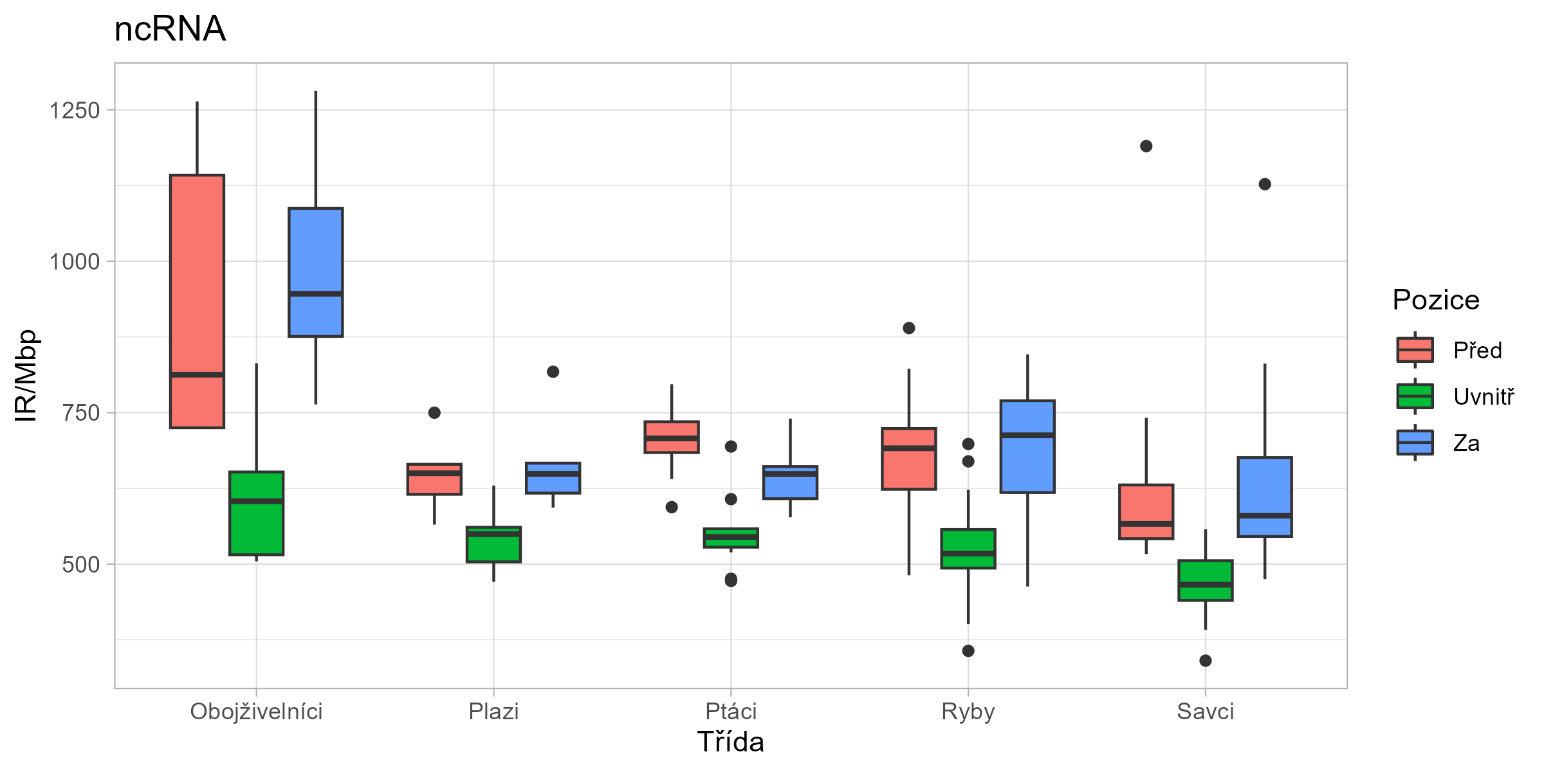 ncRNA
1250
1000
750
500
IR/Mbp
Obojživelníci
Plazi
Ptáci
Ryby
Savci
Třída
Pozice
Před
Uvnitř
Za